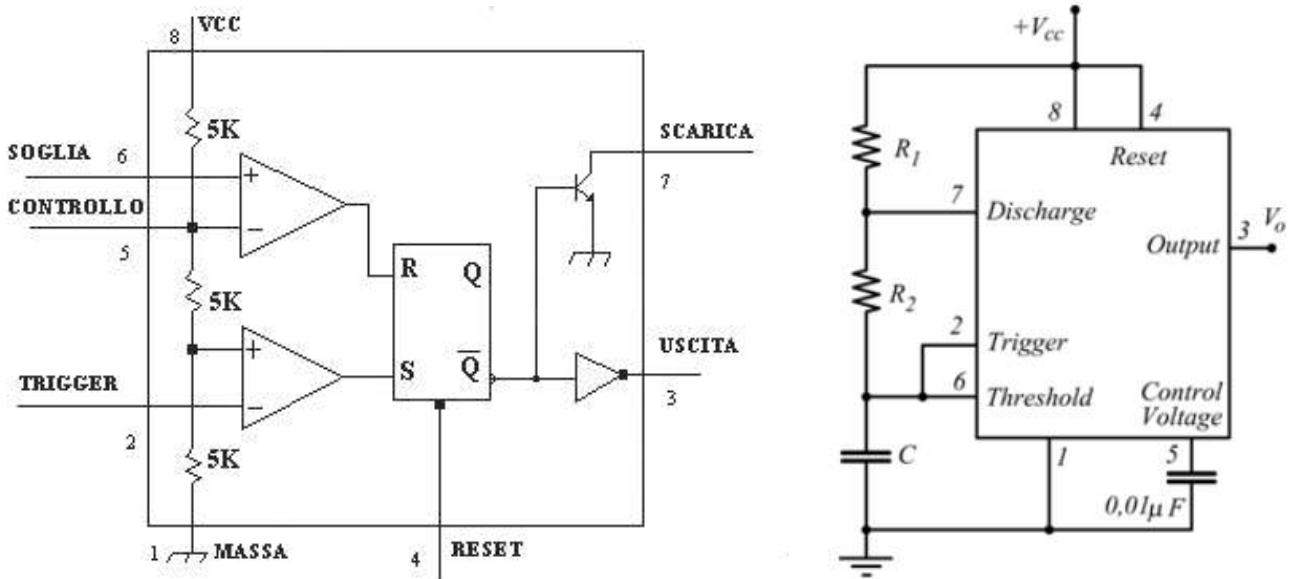 VCC
8
5K
SOGLIA 6
CONTROLLO
5
5K
TRIGGER
2
5K
1 MASSA
4 RESET
R Q
S Q̅
SCARICA
7
USCITA
3
+Vcc
8 4
R1
Reset
7 Discharge
Output 3 Vo
R2
2 Trigger
6 Threshold
Control
Voltage
C
1 5
0,01µF